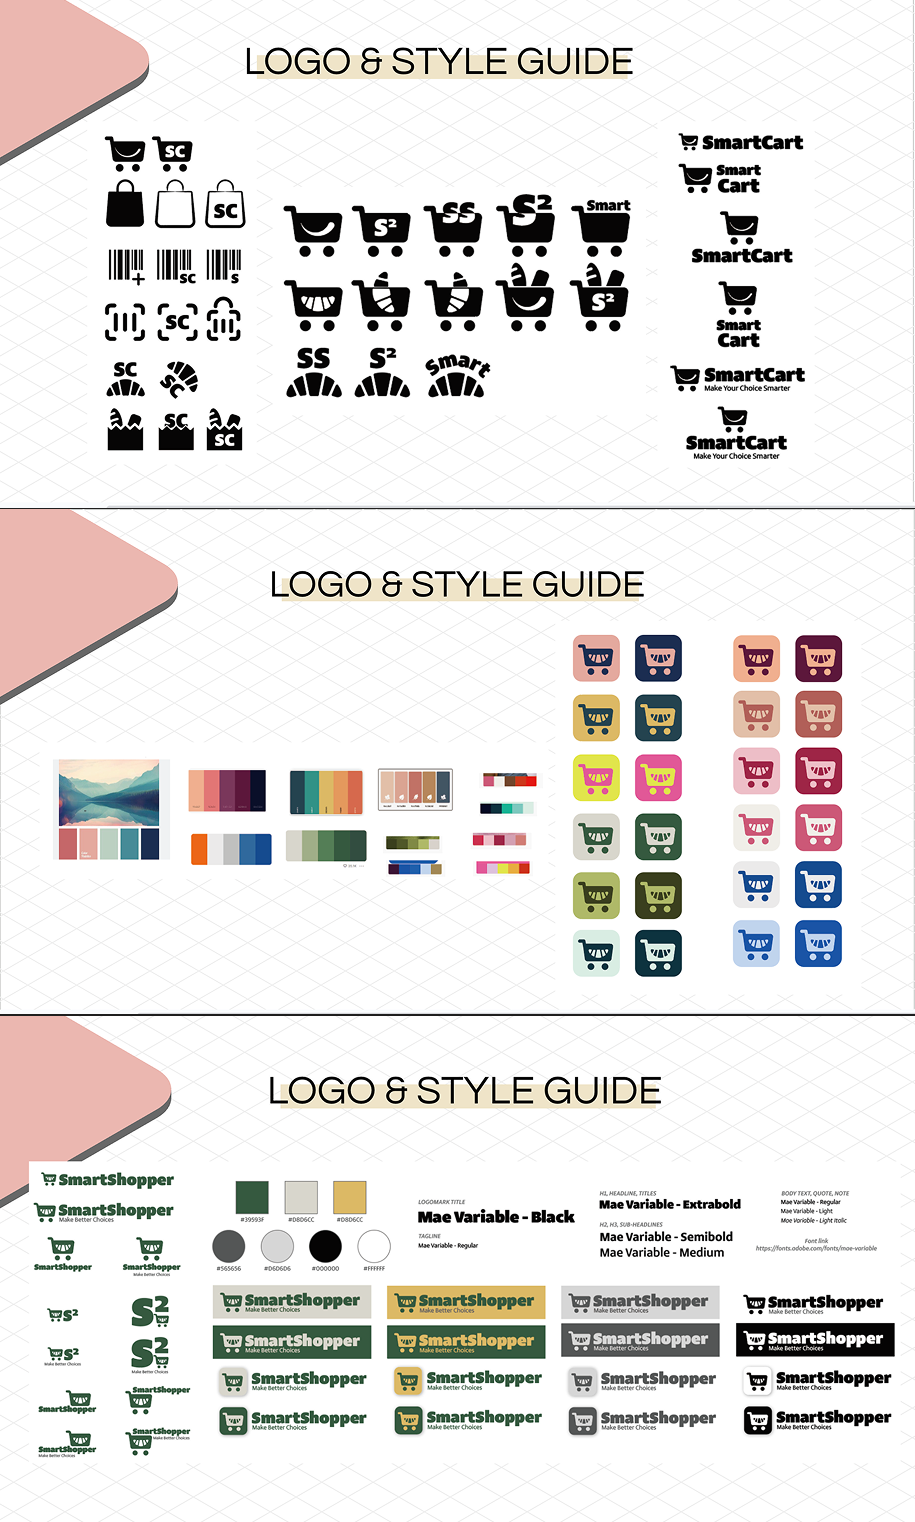 LOGO & STYLE GUIDE
SC
SC
SC
S
SC
SC
SC
SC
SC
S²
SS
S²
Smart
S²
SS
S²
Smart
SmartCart
Smart
Cart
SmartCart
Smart
Cart
SmartCart
Make Your Choice Smarter
SmartCart
Make Your Choice Smarter
LOGO & STYLE GUIDE
LOGO & STYLE GUIDE
SmartShopper
SmartShopper
Make Better Choices
SmartShopper
SmartShopper
Make Better Choices
S²
S²
S²
Make Better Choices
S²
Make Better Choices
SmartShopper
SmartShopper
SmartShopper
Make Better Choices
SmartShopper
Make Better Choices
#39593F
#D8D6CC
#D8D6CC
#565656
#D6D6D6
#000000
#FFFFFF
LOGOMARK TITLE
Mae Variable - Black
TAGLINE
Mae Variable - Regular
H1, HEADLINE, TITLES
Mae Variable - Extrabold
H2, H3, SUB-HEADLINES
Mae Variable - Semibold
Mae Variable - Medium
BODY TEXT, QUOTE, NOTE
Mae Variable - Regular
Mae Variable - Light
Mae Variable - Light Italic
Font link
https://fonts.adobe.com/fonts/mae-variable
SmartShopper
Make Better Choices
SmartShopper
Make Better Choices
SmartShopper
Make Better Choices
SmartShopper
Make Better Choices
SmartShopper
Make Better Choices
SmartShopper
Make Better Choices
SmartShopper
Make Better Choices
SmartShopper
Make Better Choices
SmartShopper
Make Better Choices
SmartShopper
Make Better Choices
SmartShopper
Make Better Choices
SmartShopper
Make Better Choices
SmartShopper
Make Better Choices
SmartShopper
Make Better Choices
SmartShopper
Make Better Choices
SmartShopper
Make Better Choices